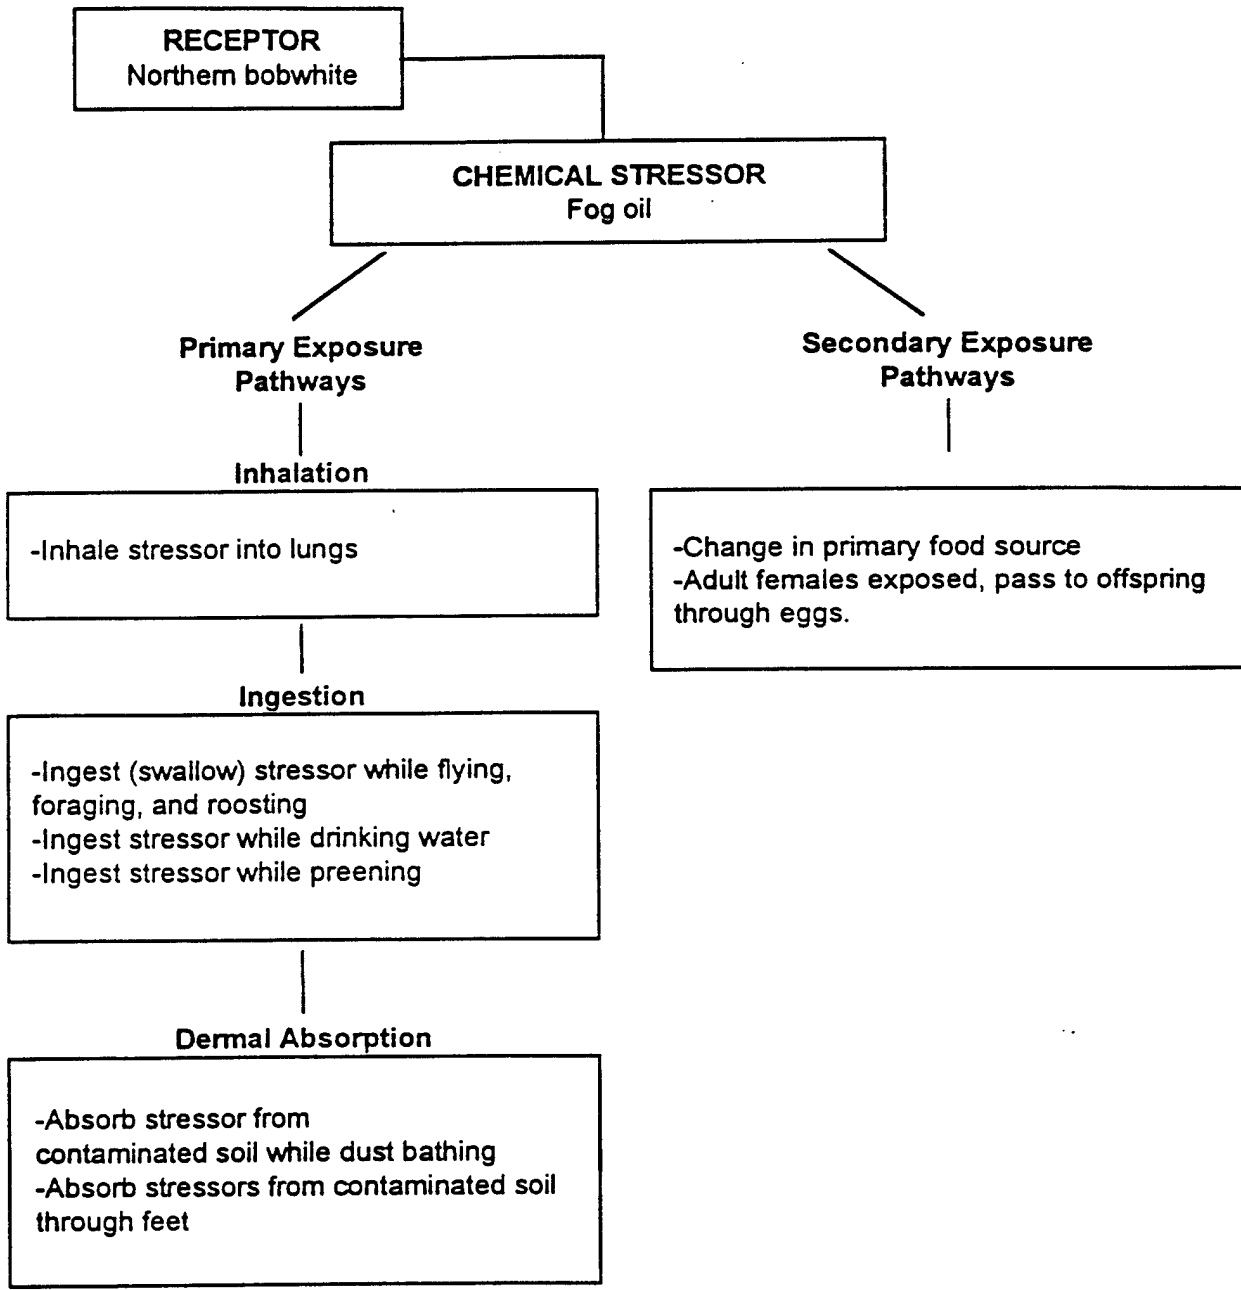 RECEPTOR
Northern bobwhite
CHEMICAL STRESSOR
Fog oil
Primary Exposure
Pathways
Inhalation
-Inhale stressor into lungs
Ingestion
-Ingest (swallow) stressor while flying,
foraging, and roosting
-Ingest stressor while drinking water
-Ingest stressor while preening
Dermal Absorption
-Absorb stressor from
contaminated soil while dust bathing
-Absorb stressors from contaminated soil
through feet
Secondary Exposure
Pathways
-Change in primary food source
-Adult females exposed, pass to offspring
through eggs.